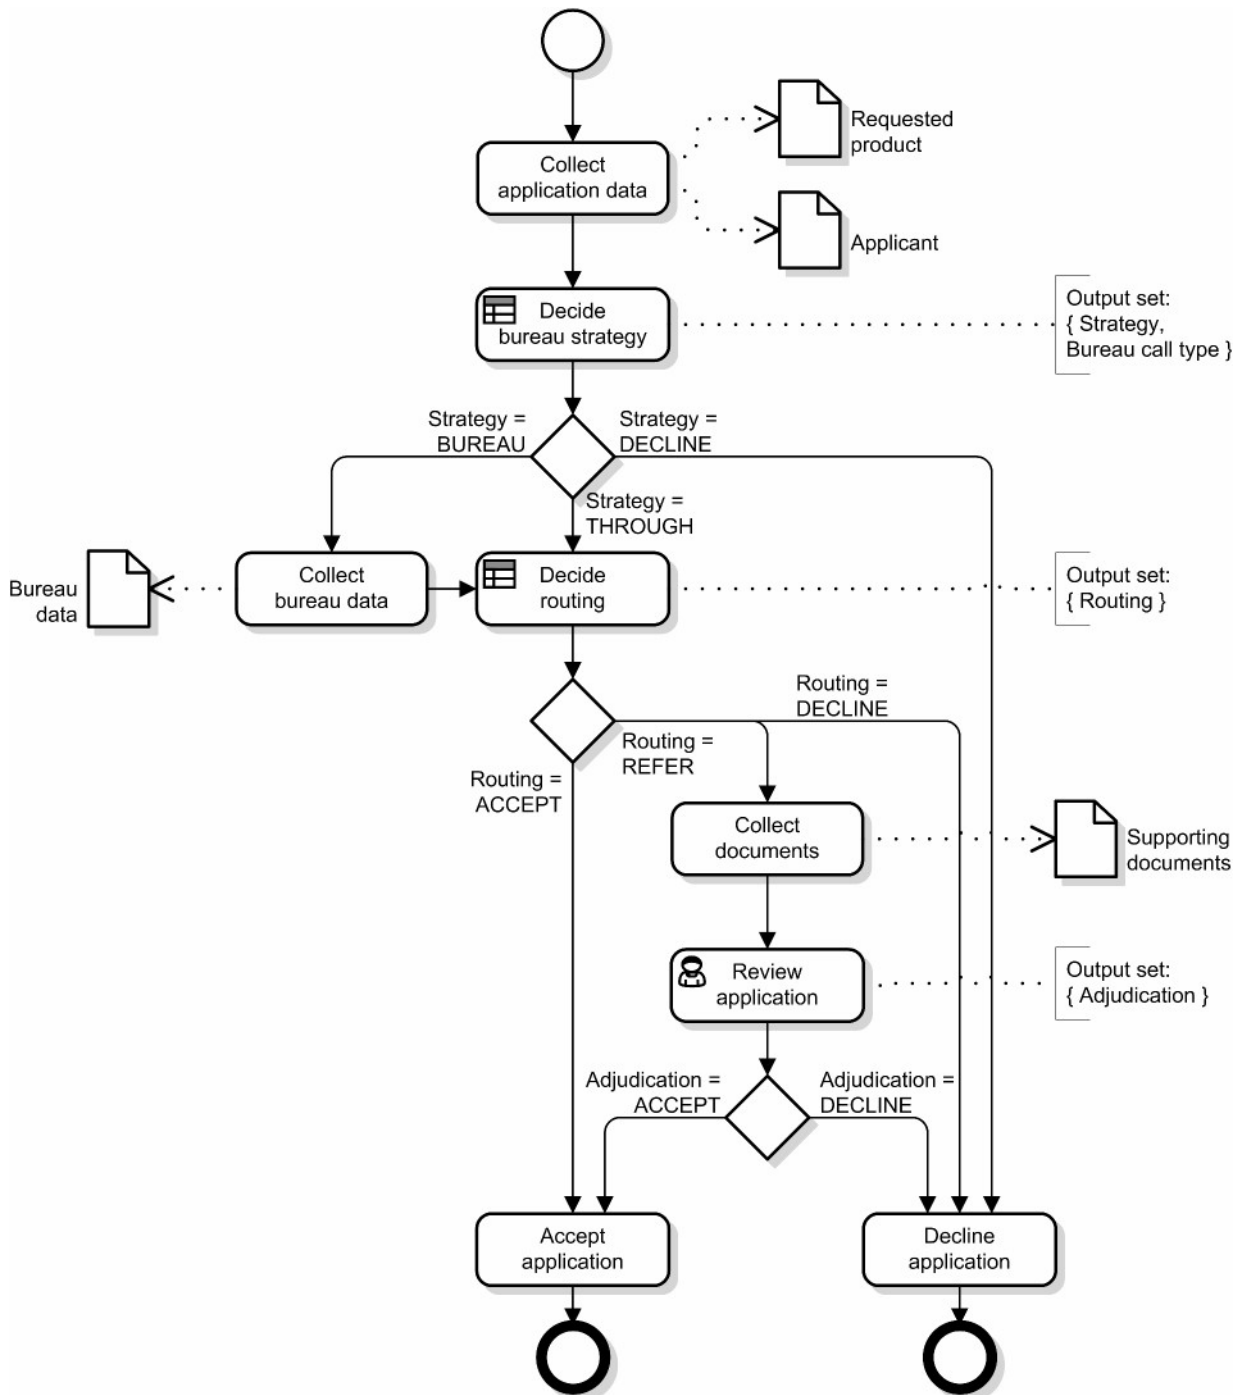 Requested
product
Collect
application data
Applicant
Decide
bureau strategy
Output set:
{ Strategy,
Bureau call type }
Strategy =
BUREAU
Strategy =
DECLINE
Strategy =
THROUGH
Bureau
data
Collect
bureau data
Decide
routing
Output set:
{ Routing }
Routing =
DECLINE
Routing =
REFER
Routing =
ACCEPT
Collect
documents
Supporting
documents
Review
application
Output set:
{ Adjudication }
Adjudication =
ACCEPT
Adjudication =
DECLINE
Accept
application
Decline
application